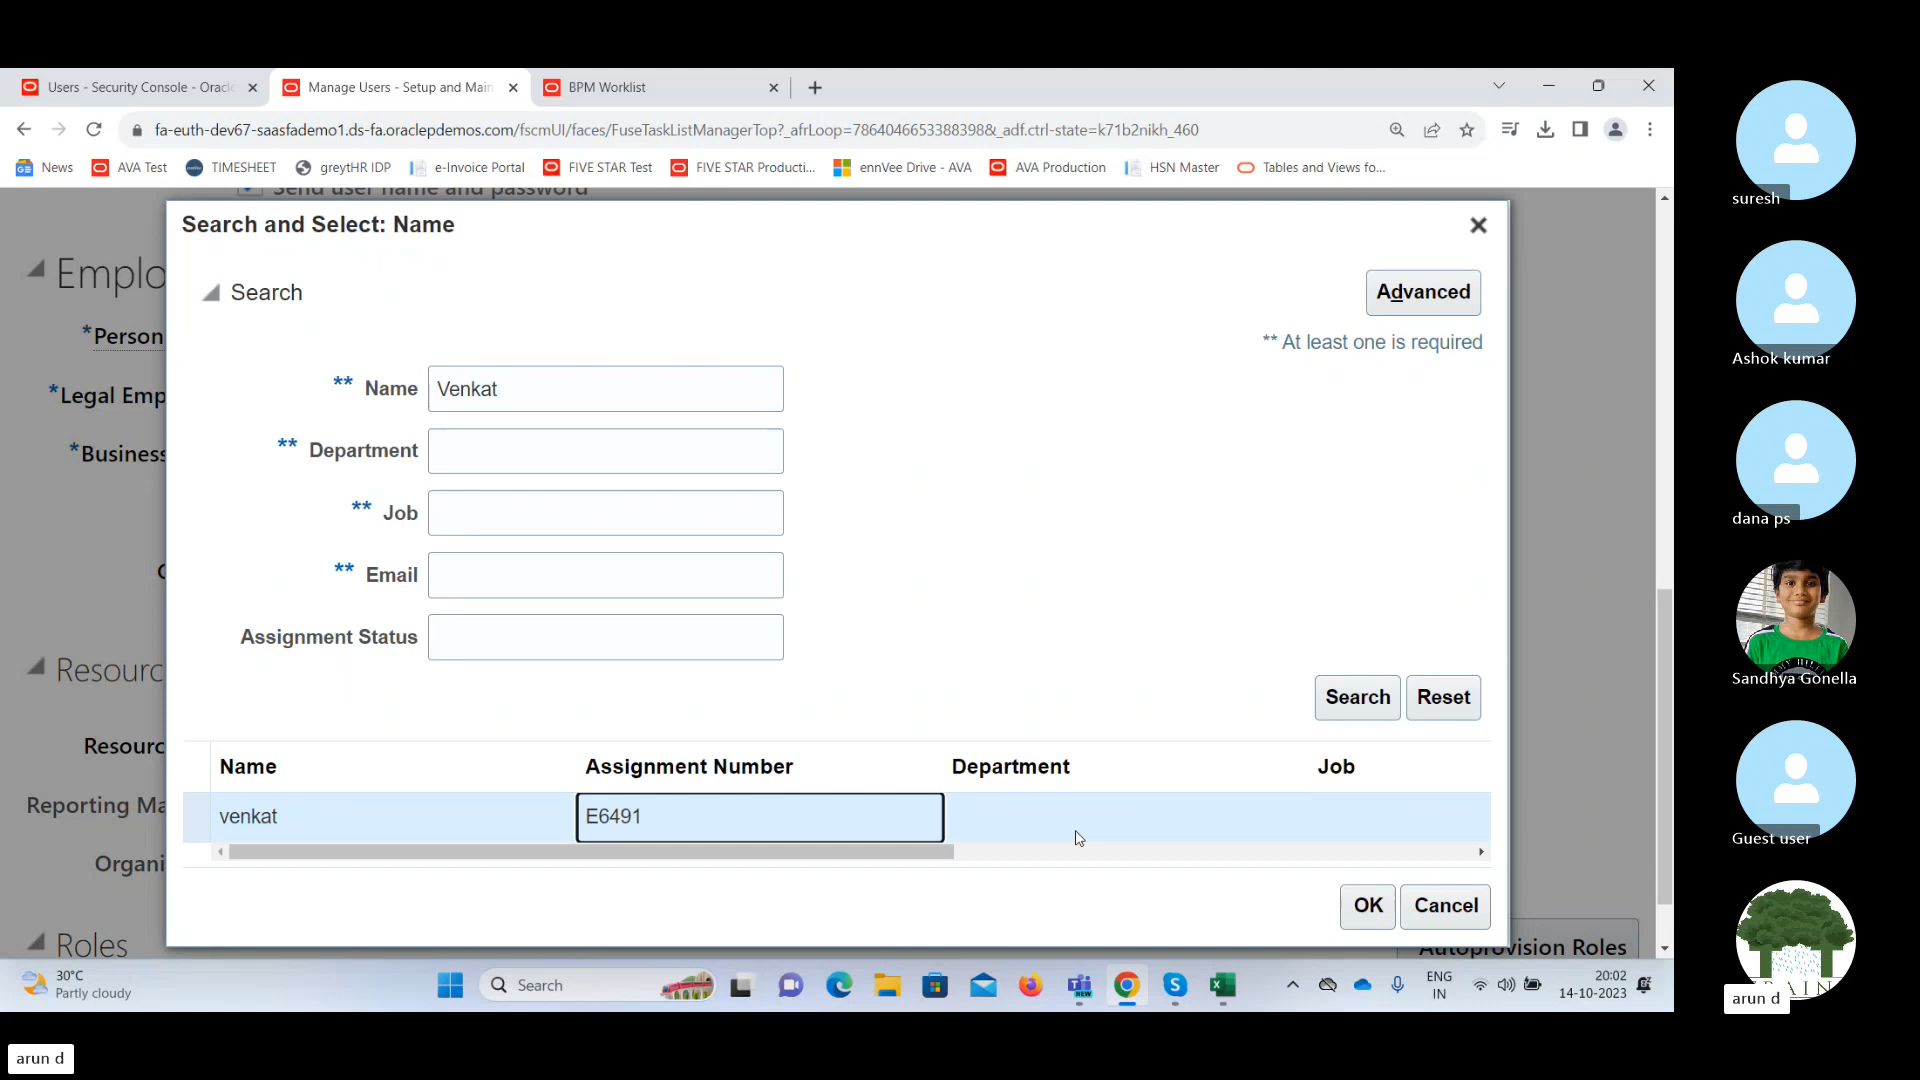 Users - Security Console - Oracl
Manage Users - Setup and Main
BPM Worklist
fa-euth-dev67-saasfademo1.ds-fa.oraclepdemos.com/fscmUI/faces/FuseTaskListManagerTop?_afrLoop=78640466533883988&_adf.ctrl-state=k71b2nikh_460
News
AVA Test
TIMESHEET
greytHR IDP
e-Invoice Portal
FIVE STAR Test
FIVE STAR Producti...
ennVee Drive - AVA
AVA Production
HSN Master
Tables and Views fo...
Send user name and password
Search and Select: Name
Emplo
Search
Advanced
*Person
** At least one is required
*Legal Emp
** Name Venkat
*Business
** Department
** Job
** Email
Assignment Status
Resourc
Search
Reset
Resourc
Name
Assignment Number
Department
Job
Reporting Ma
venkat
E6491
Organi
OK
Cancel
Roles
Autoprovision Roles
30°C
Partly cloudy
Search
ENG
IN
20:02
14-10-2023
suresh
Ashok kumar
dana ps
Sandhya Gonella
Guest user
arun d
arun d